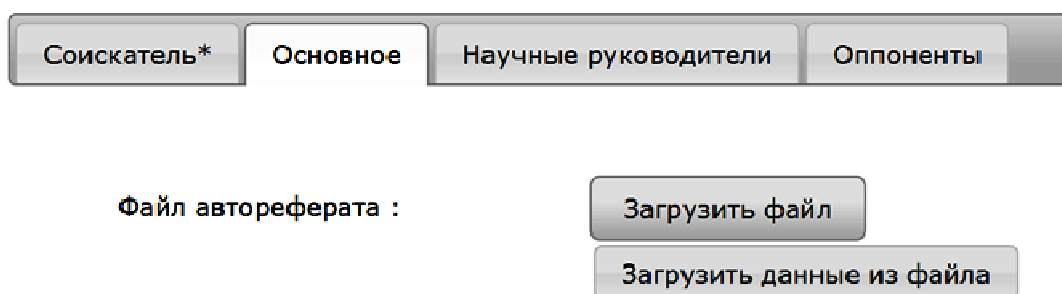 Соискатель* Основное Научные руководители Оппоненты
Файл автореферата : Загрузить файл
Загрузить данные из файла